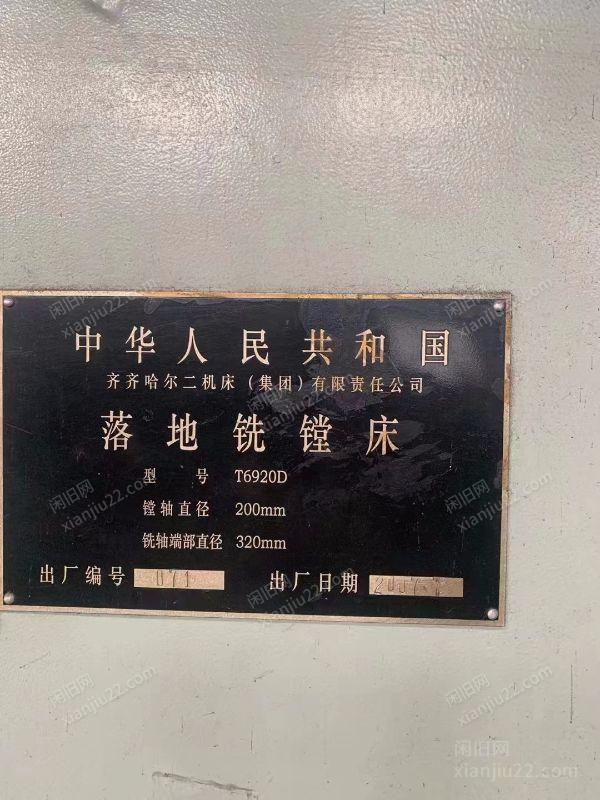 中华人民共和国
齐齐哈尔二机床（集团）有限责任公司
落地铣镗床
型号 T6920D
镗轴直径 200mm
铣轴端部直径 320mm
出厂编号 071 出厂日期 2007.
闲旧网
xianjiu22.com